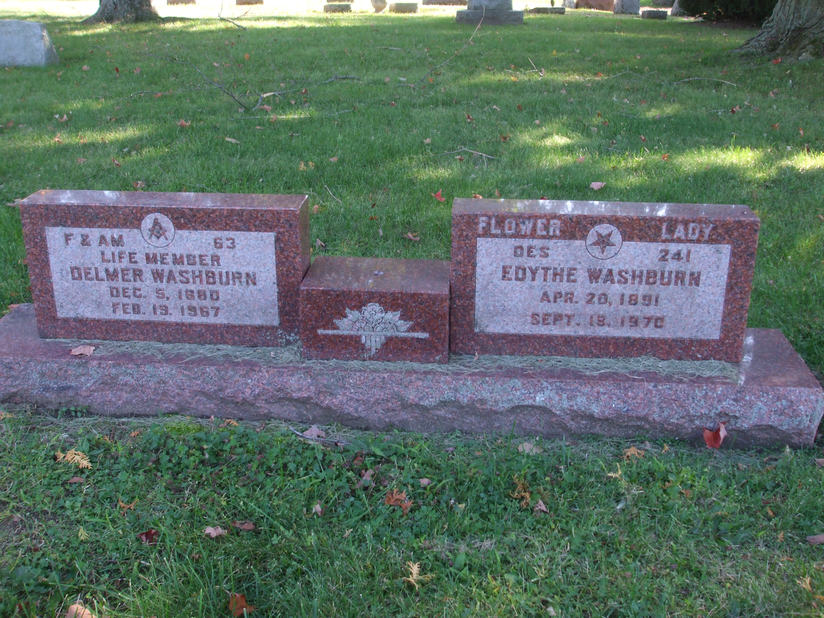 F & AM 63
LIFE MEMBER
DELMER WASHBURN
DEC. 5, 1880
FEB. 19, 1967
FLOWER LADY
OES 241
EDYTHE WASHBURN
APR. 20, 1891
SEPT. 18, 1970